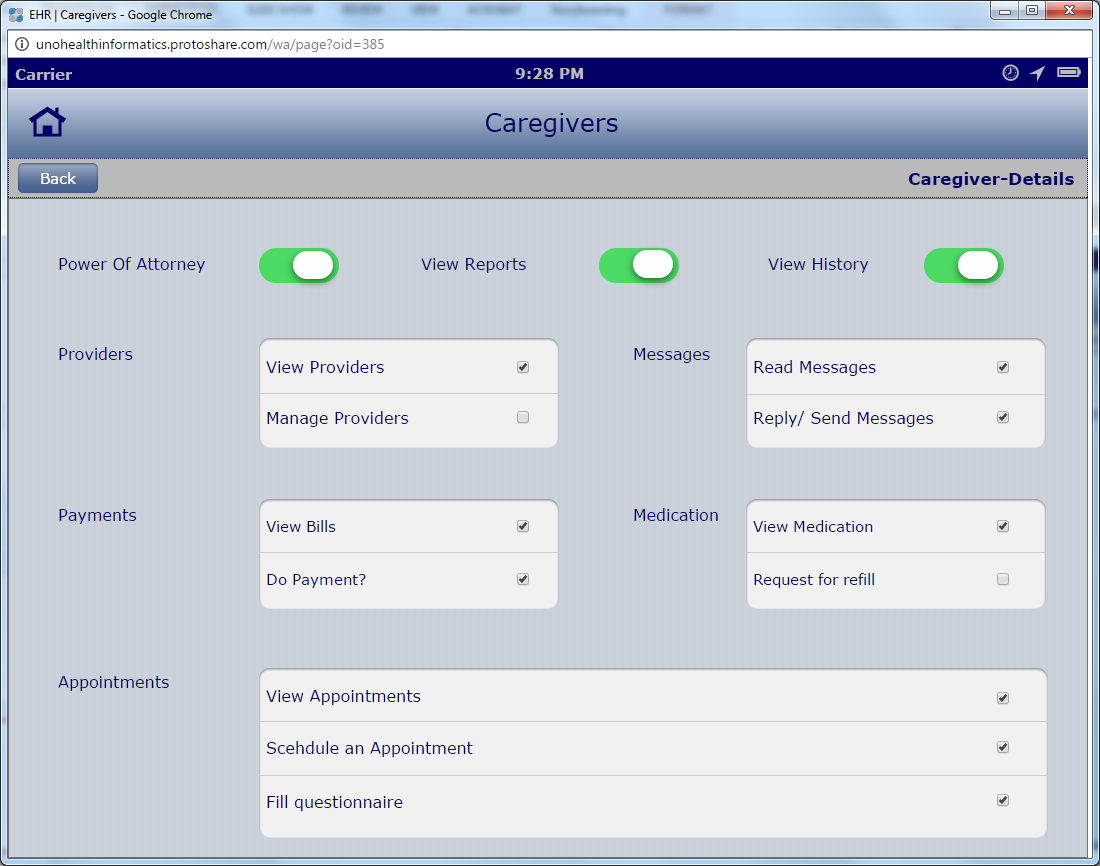 EHR | Caregivers - Google Chrome
unohealthinformatics.protoshare.com/wa/page?oid=385
Carrier 9:28 PM
Caregivers
Back Caregiver-Details
Power Of Attorney View Reports View History
Providers
View Providers
Manage Providers
Messages
Read Messages
Reply/ Send Messages
Payments
View Bills
Do Payment?
Medication
View Medication
Request for refill
Appointments
View Appointments
Scehdule an Appointment
Fill questionnaire